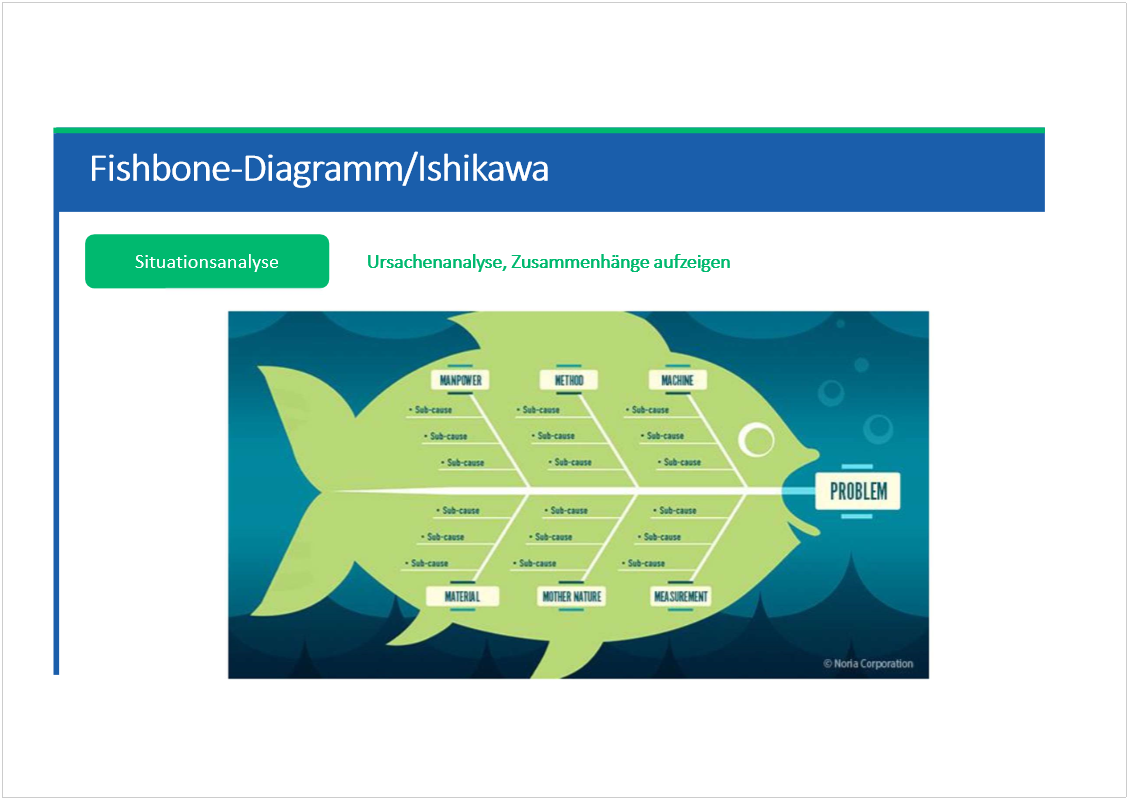 Fishbone-Diagramm/Ishikawa
Situationsanalyse
Ursachenanalyse, Zusammenhänge aufzeigen
MANPOWER
METHOD
MACHINE
• Sub-cause
• Sub-cause
• Sub-cause
• Sub-cause
• Sub-cause
• Sub-cause
• Sub-cause
• Sub-cause
• Sub-cause
PROBLEM
• Sub-cause
• Sub-cause
• Sub-cause
• Sub-cause
• Sub-cause
• Sub-cause
• Sub-cause
• Sub-cause
• Sub-cause
MATERIAL
MOTHER NATURE
MEASUREMENT
© Noria Corporation